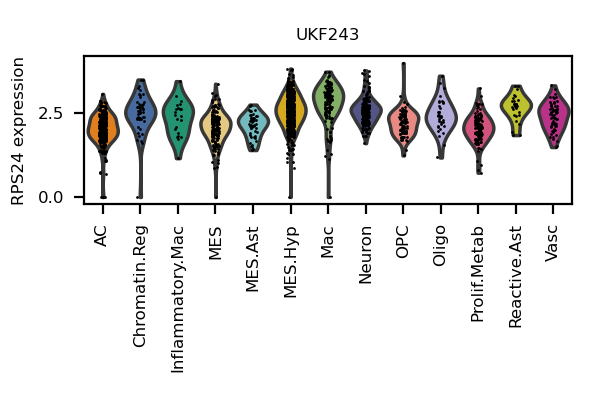 UKF243
RPS24 expression
2.5
0.0
AC
Chromatin.Reg
Inflammatory.Mac
MES
MES.Ast
MES.Hyp
Mac
Neuron
OPC
Oligo
Prolif.Metab
Reactive.Ast
Vasc